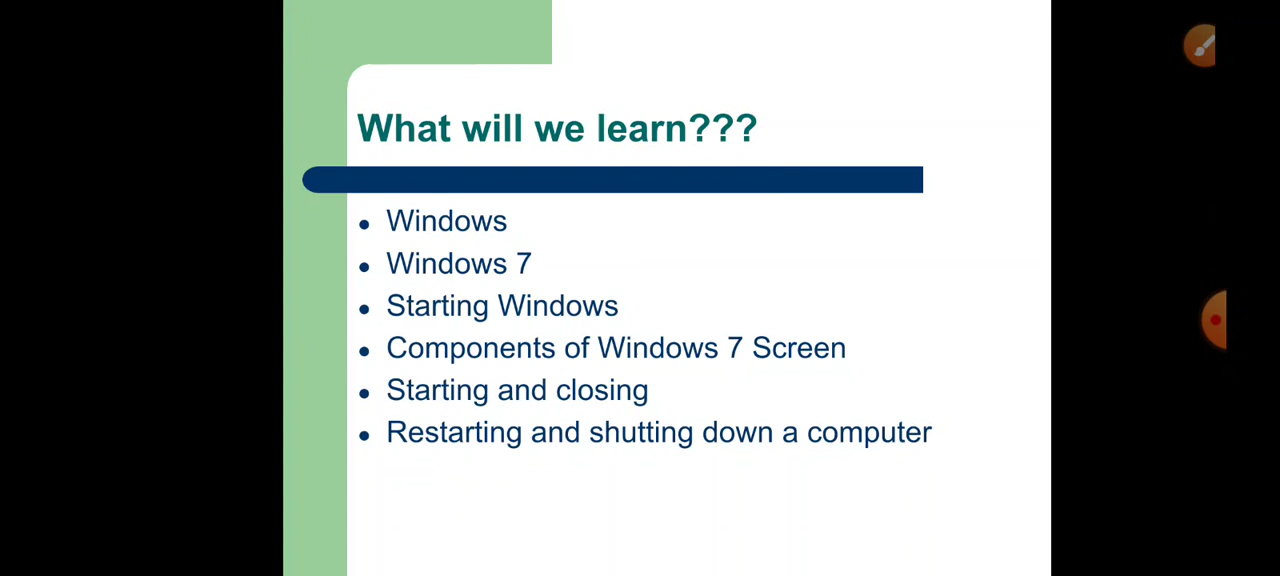 What will we learn???
Windows
Windows 7
Starting Windows
Components of Windows 7 Screen
Starting and closing
Restarting and shutting down a computer